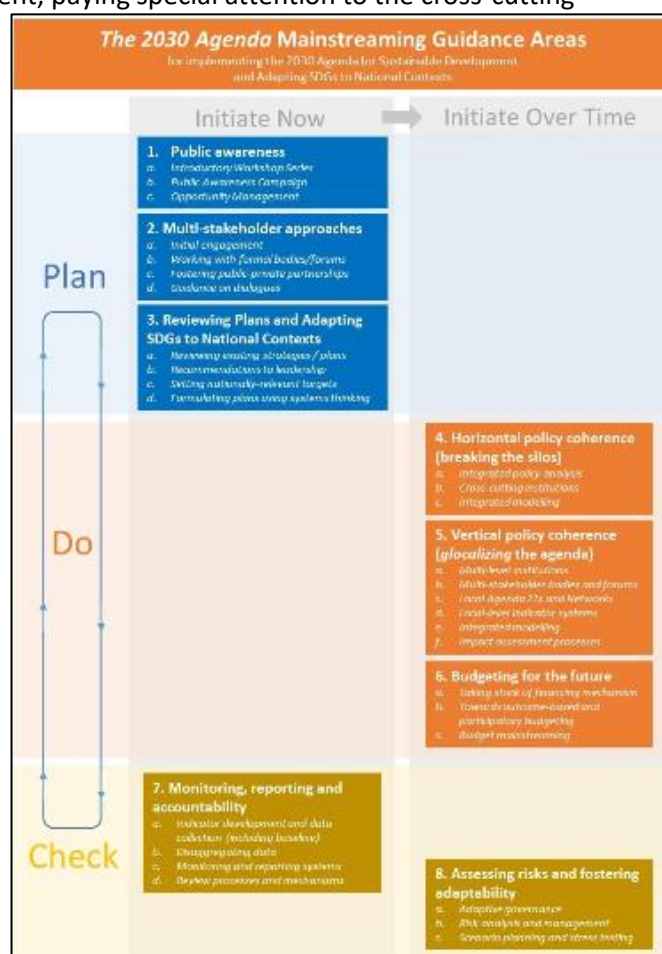 ent, paying special attention to the cross-cutting
The 2030 Agenda Mainstreaming Guidance Areas
for implementing the 2030 Agenda for Sustainable Development
and Adapting SDGs to National Contexts
Initiate Now
Initiate Over Time
Plan
1. Public awareness
a. Introductory Workshop Series
b. Public Awareness Campaign
c. Opportunity Management
2. Multi-stakeholder approaches
a. Initial engagement
b. Working with formal bodies/forums
c. Fostering public-private partnerships
d. Guidance on dialogues
3. Reviewing Plans and Adapting
SDGs to National Contexts
a. Reviewing existing strategies / plans
b. Recommendations to leadership
c. Setting nationally-relevant targets
d. Formulating plans using systems thinking
Do
4. Horizontal policy coherence
(breaking the silos)
a. Integrated policy analysis
b. Cross-cutting institutions
c. Integrated modelling
5. Vertical policy coherence
(glocalizing the agenda)
a. Multi-level institutions
b. Multi-stakeholder bodies and forums
c. Local Agenda 21s and Networks
d. Local-level indicator systems
e. Integrated modelling
f. Impact assessment processes
6. Budgeting for the future
a. Taking stock of financing mechanism
b. Towards outcome-based and
participatory budgeting
c. Budget mainstreaming
Check
7. Monitoring, reporting and
accountability
a. Indicator development and data
collection (including baseline)
b. Disaggregating data
c. Monitoring and reporting systems
d. Review processes and mechanisms
8. Assessing risks and fostering
adaptability
a. Adaptive governance
b. Risk analysis and management
c. Scenario planning and stress testing